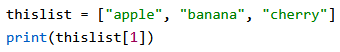 thislist = ["apple", "banana", "cherry"]
print(thislist[1])